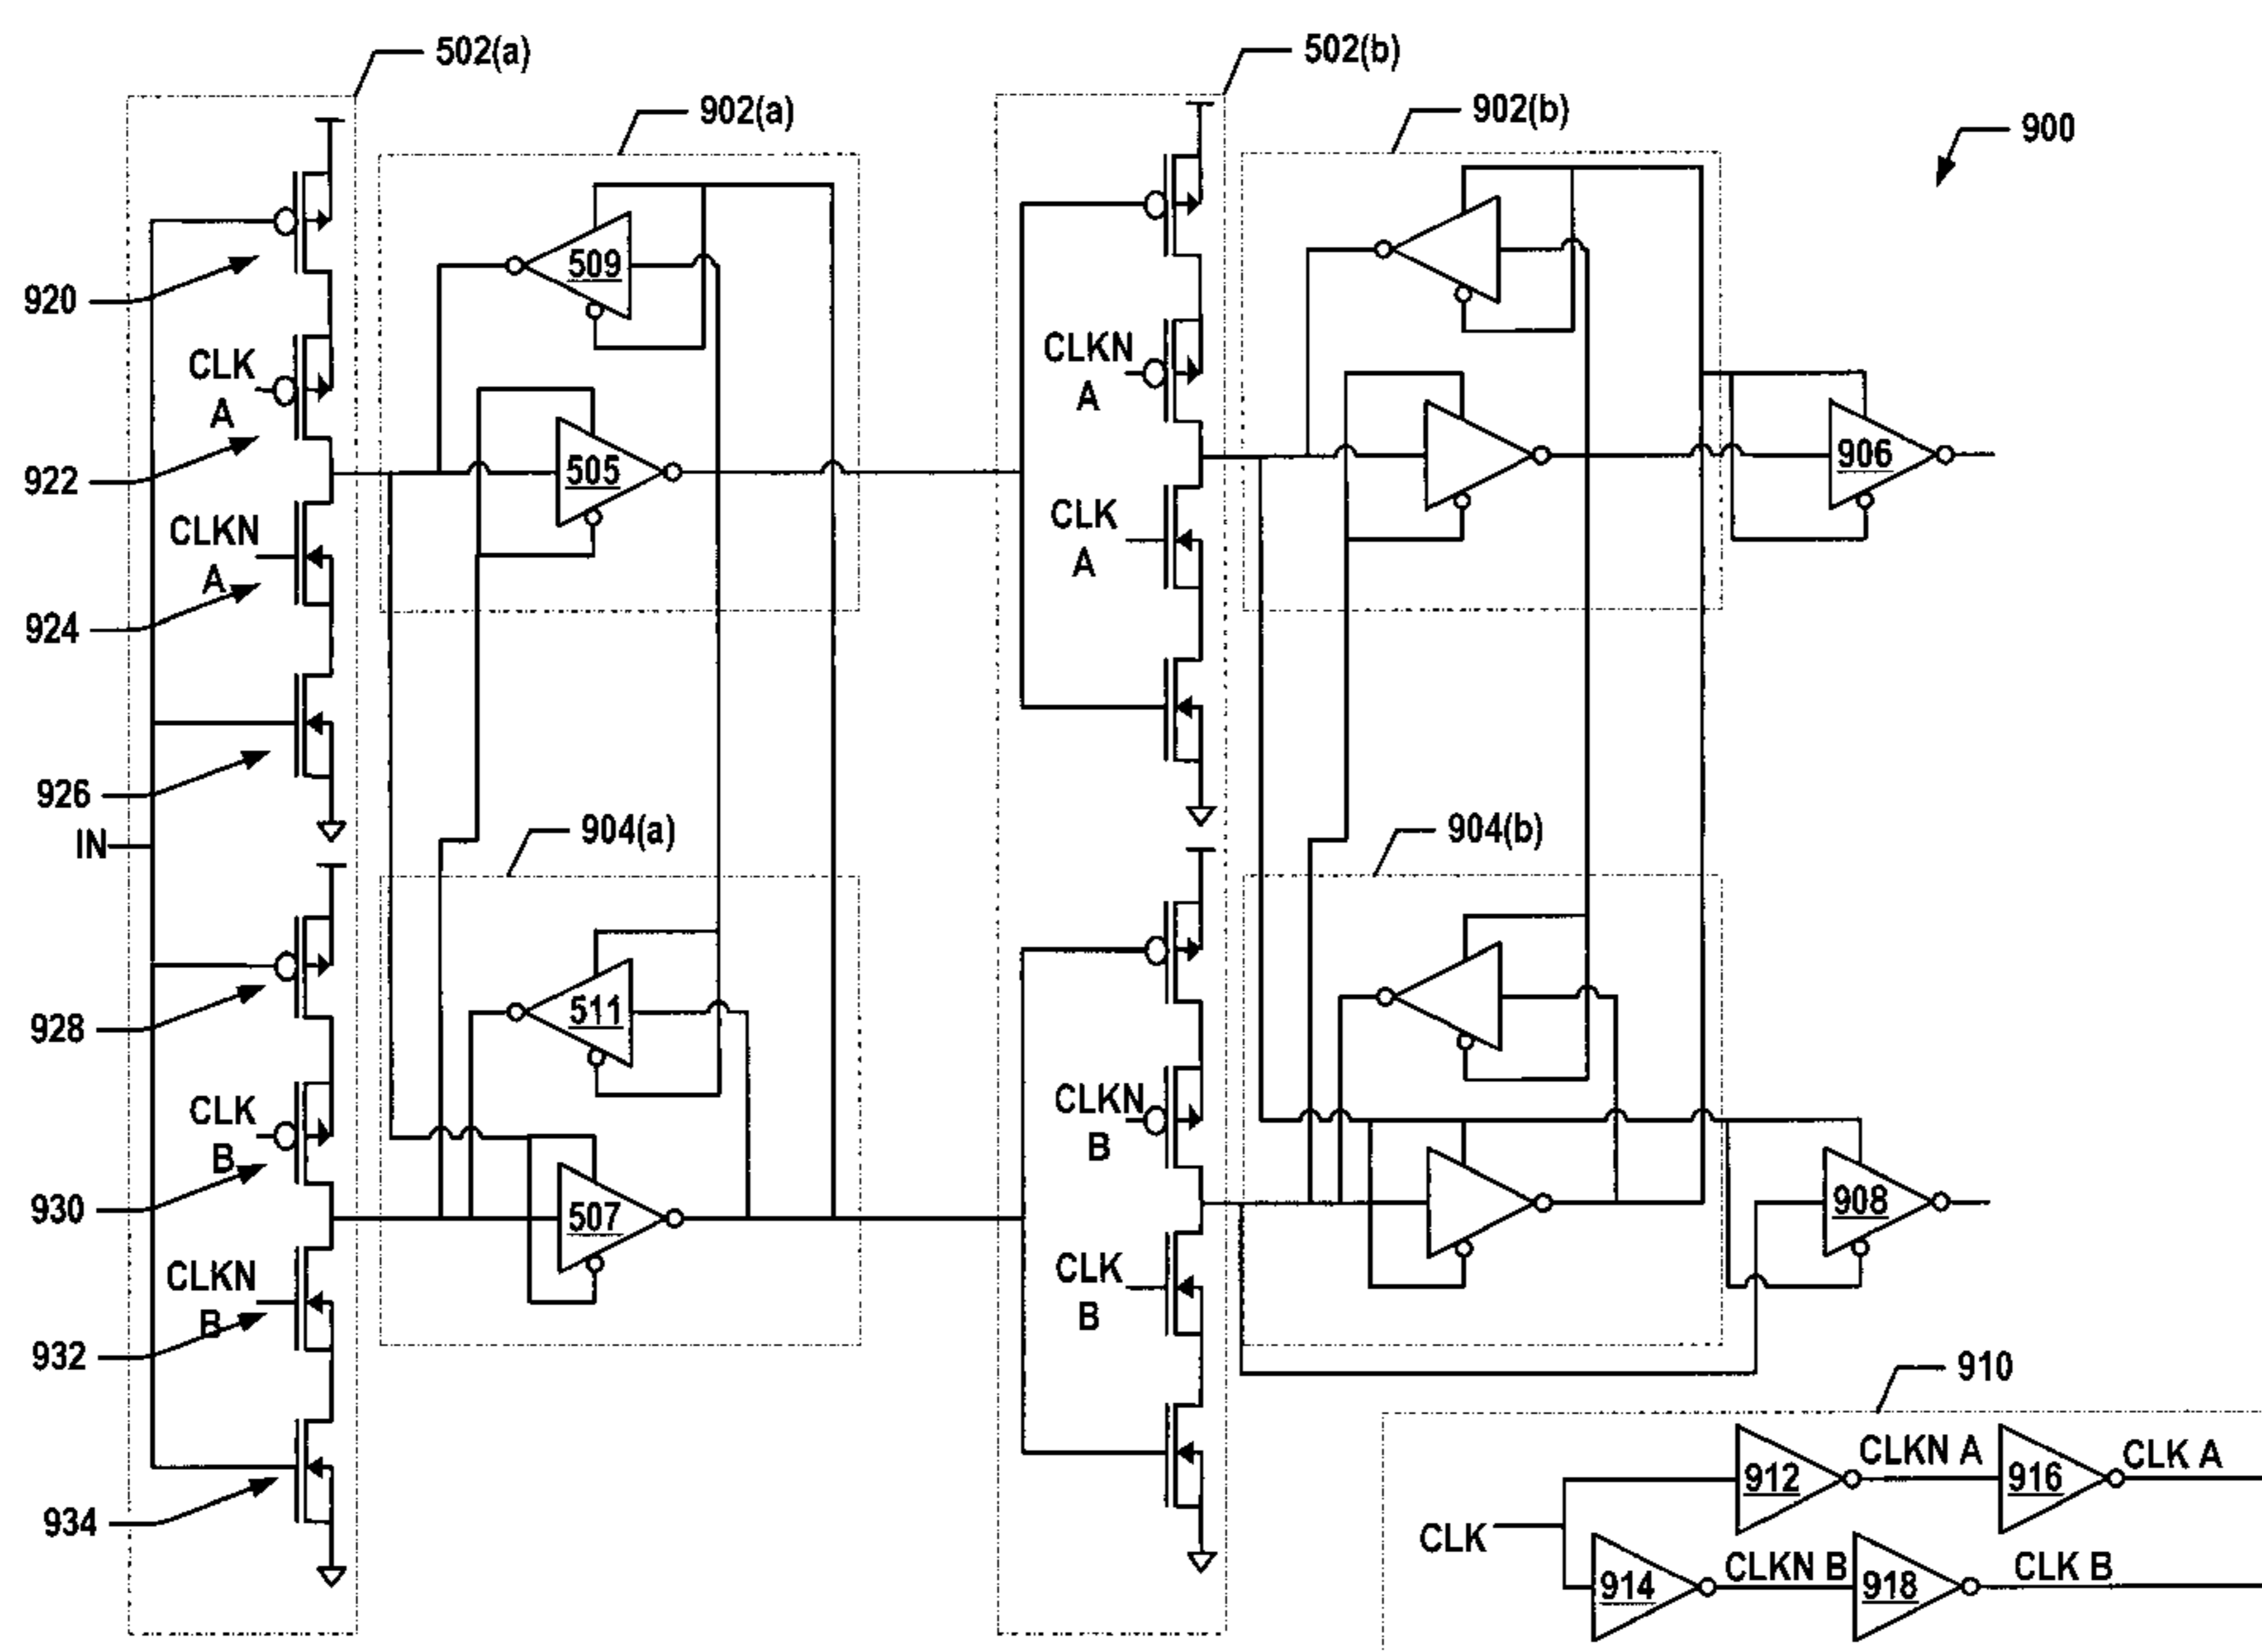 502(a)
502(b)
902(a)
902(b)
900
509
920
CLK
A
922
505
CLKN
A
924
926
IN
CLKN
A
CLK
A
906
904(a)
904(b)
928
511
CLK
B
930
507
CLKN
B
932
934
CLKN
B
CLK
B
908
910
CLK
912
CLKN A
916
CLK A
914
CLKN B
918
CLK B